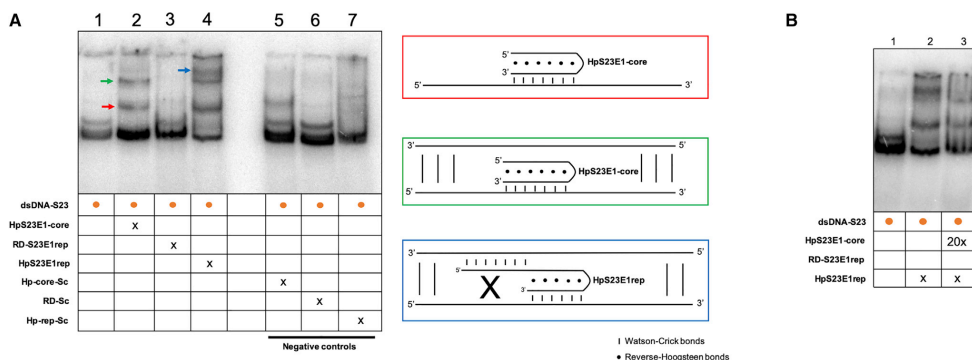 A
1 2 3 4 5 6 7
dsDNA-S23
HpS23E1-core X
RD-S23E1rep X
HpS23E1rep X
Hp-core-Sc X
RD-Sc X
Hp-rep-Sc X
Negative controls
5'
HpS23E1-core
3'
5' 3'
3' 5'
5'
HpS23E1-core
3'
5' 3'
3' 5'
5'
X HpS23E1rep
3'
5' 3'
I Watson-Crick bonds
• Reverse-Hoogsteen bonds
B
1 2 3
dsDNA-S23
HpS23E1-core 20x
RD-S23E1rep
HpS23E1rep X X